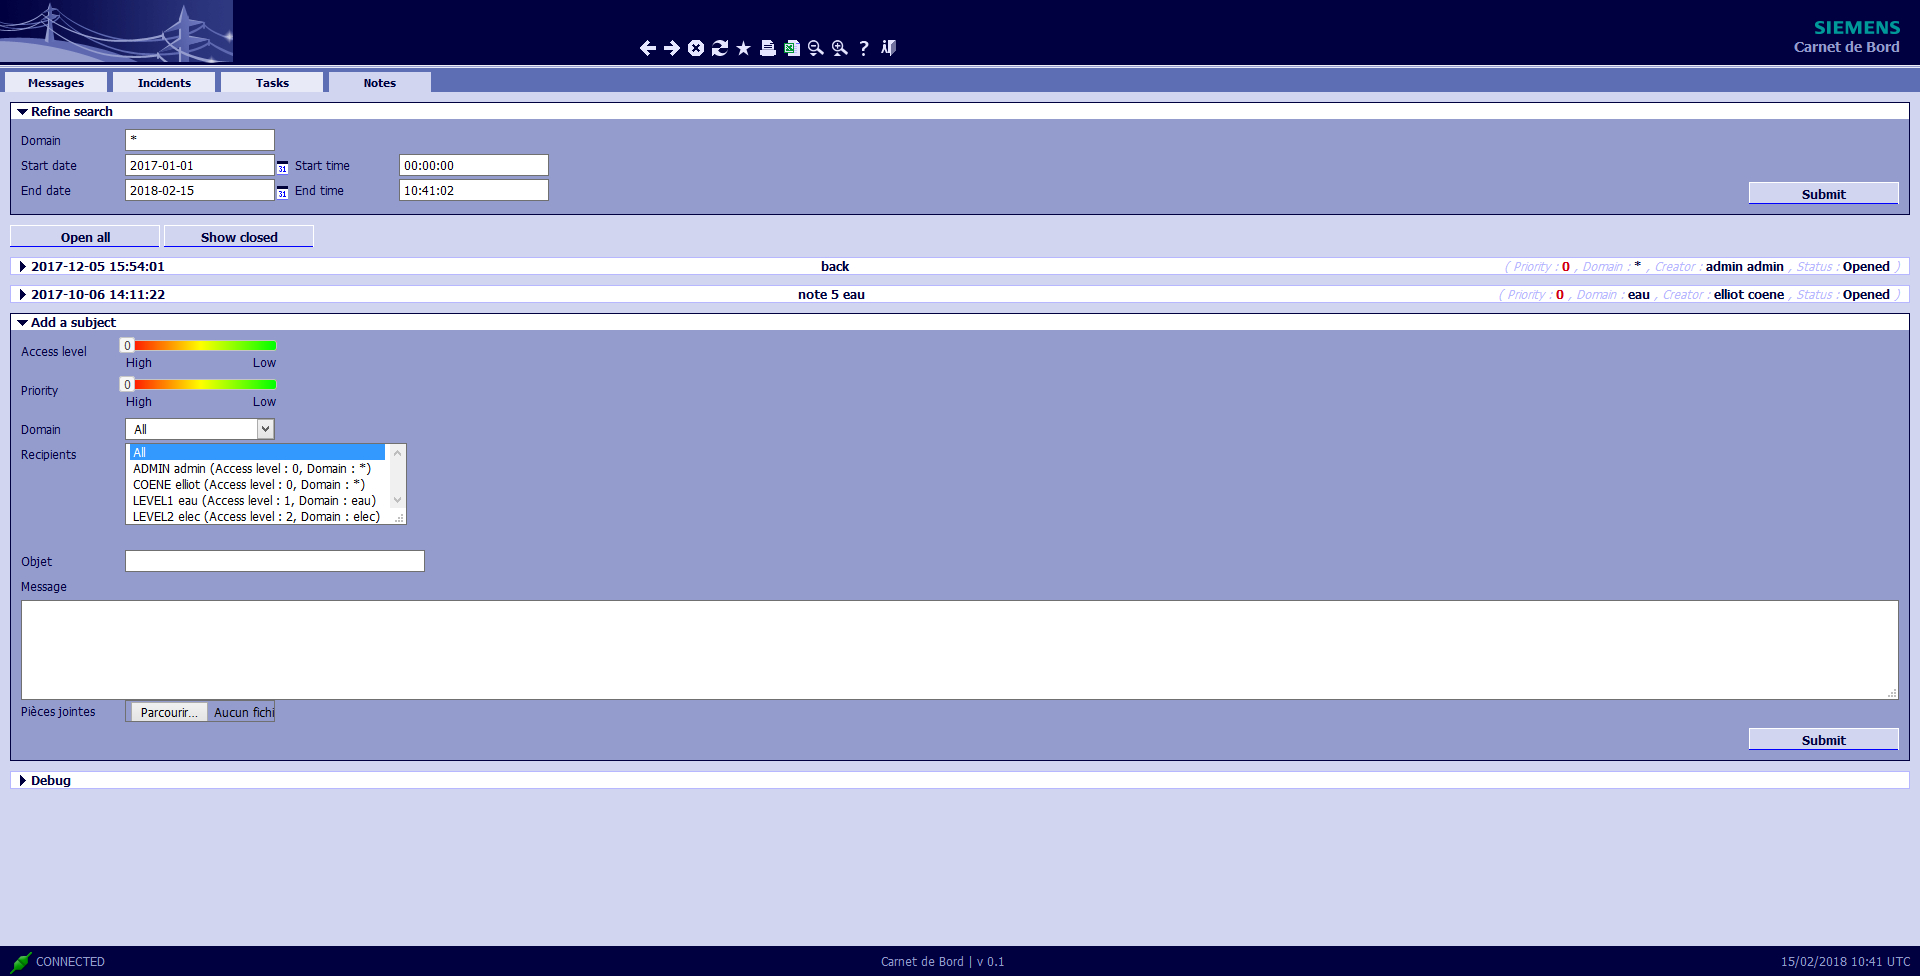 SIEMENS
Carnet de Bord
Messages Incidents Tasks Notes
Refine search
Domain *
Start date 2017-01-01 31 Start time 00:00:00
End date 2018-02-15 31 End time 10:41:02
Submit
Open all Show closed
2017-12-05 15:54:01 back ( Priority : 0 , Domain : * , Creator : admin admin , Status : Opened )
2017-10-06 14:11:22 note 5 eau ( Priority : 0 , Domain : eau , Creator : elliot coene , Status : Opened )
Add a subject
Access level 0
High Low
Priority 0
High Low
Domain All
Recipients All
ADMIN admin (Access level : 0, Domain : *)
COENE elliot (Access level : 0, Domain : *)
LEVEL1 eau (Access level : 1, Domain : eau)
LEVEL2 elec (Access level : 2, Domain : elec)
Objet
Message
Pièces jointes Parcourir... Aucun fichi
Submit
Debug
CONNECTED Carnet de Bord | v 0.1 15/02/2018 10:41 UTC